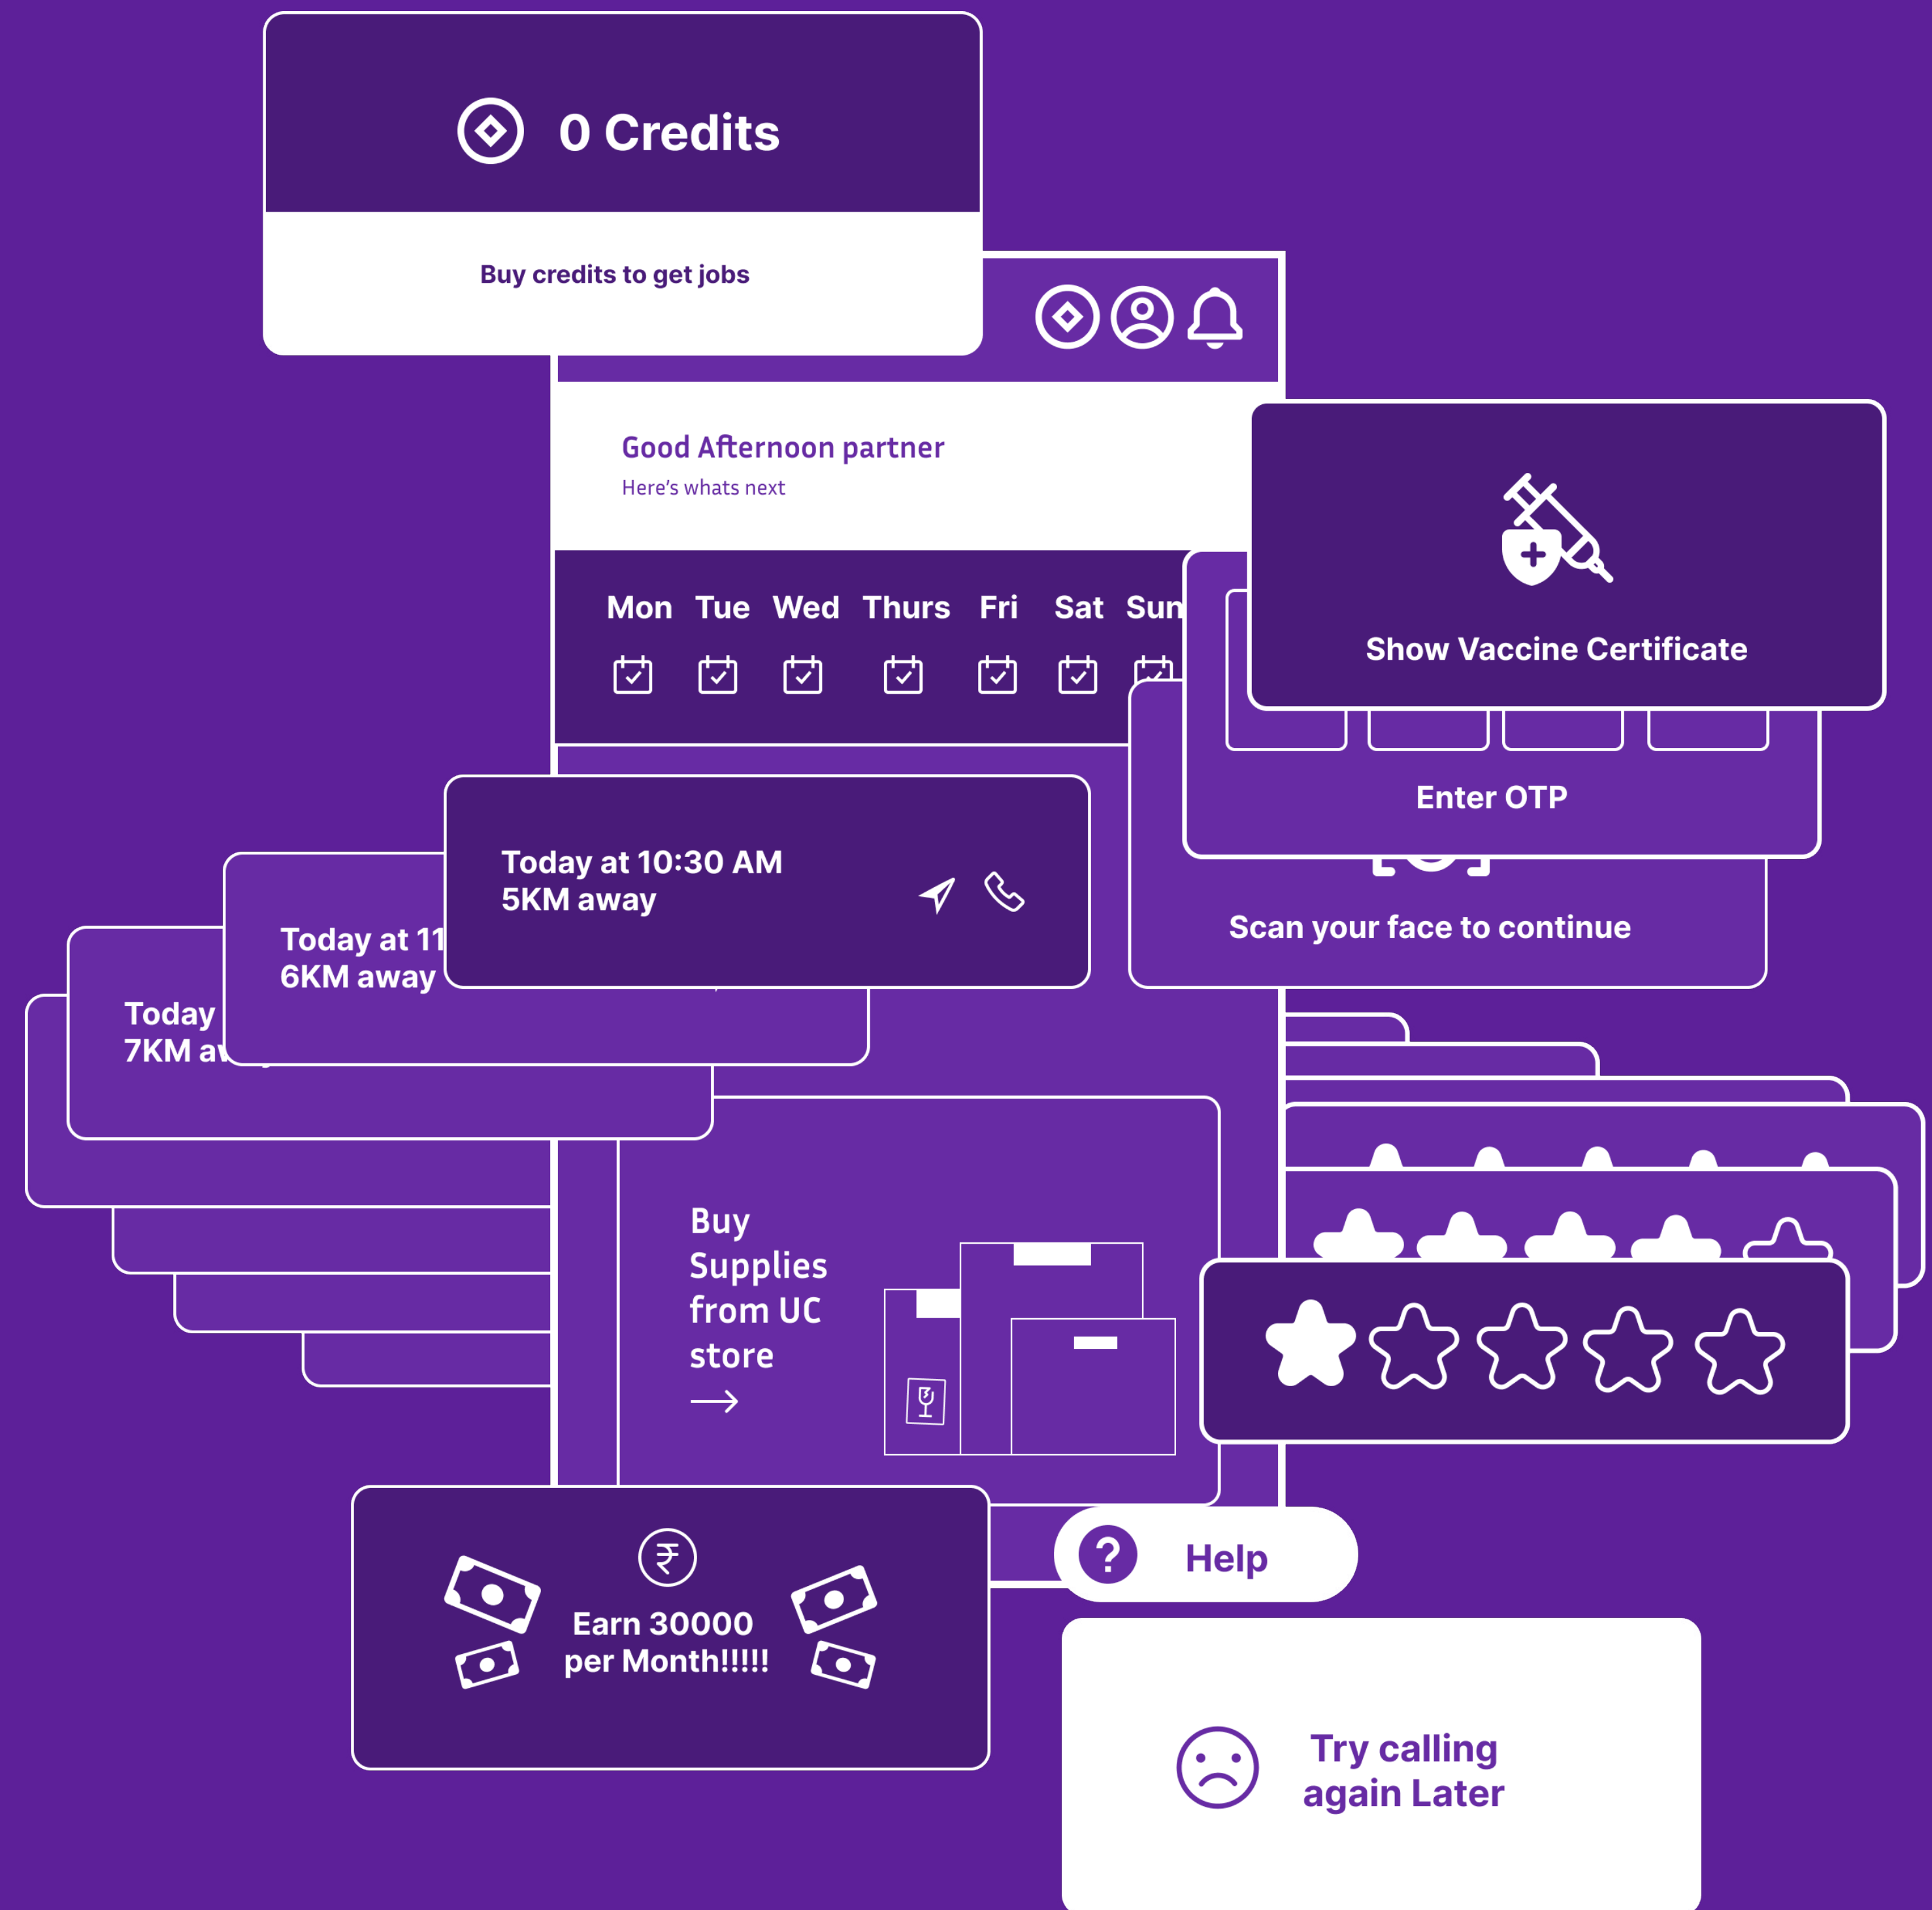 0 Credits
Buy credits to get jobs
Good Afternoon partner
Here’s whats next
Mon Tue Wed Thurs Fri Sat Sun
Show Vaccine Certificate
Enter OTP
Scan your face to continue
Today at 10:30 AM
5KM away
Today at 11
6KM away
Today
7KM
Buy
Supplies
from UC
store
Earn 30000
per Month!!!!!
? Help
Try calling
again Later